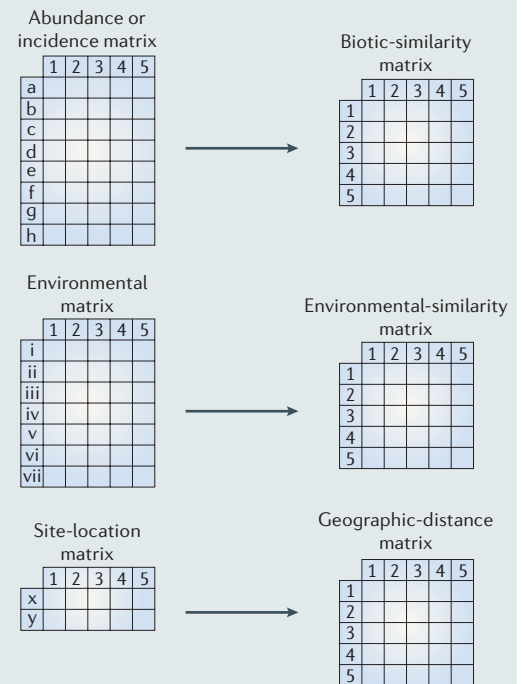 Abundance or
incidence matrix
1 2 3 4 5
a
b
c
d
e
f
g
h
Biotic-similarity
matrix
1 2 3 4 5
1
2
3
4
5
Environmental
matrix
1 2 3 4 5
i
ii
iii
iv
v
vi
vii
Environmental-similarity
matrix
1 2 3 4 5
1
2
3
4
5
Site-location
matrix
1 2 3 4 5
x
y
Geographic-distance
matrix
1 2 3 4 5
1
2
3
4
5